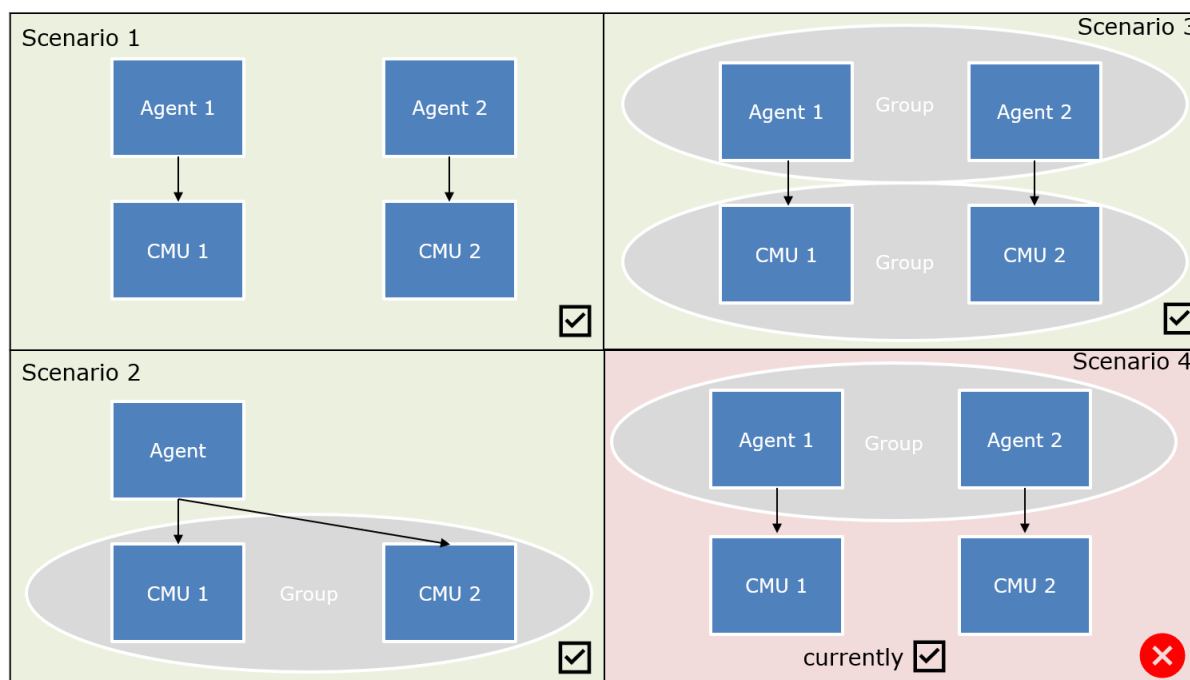 Scenario 1
Agent 1
Agent 2
CMU 1
CMU 2
Scenario 3
Agent 1
Group
Agent 2
CMU 1
Group
CMU 2
Scenario 2
Agent
CMU 1
Group
CMU 2
Scenario 4
Agent 1
Group
Agent 2
CMU 1
CMU 2
currently